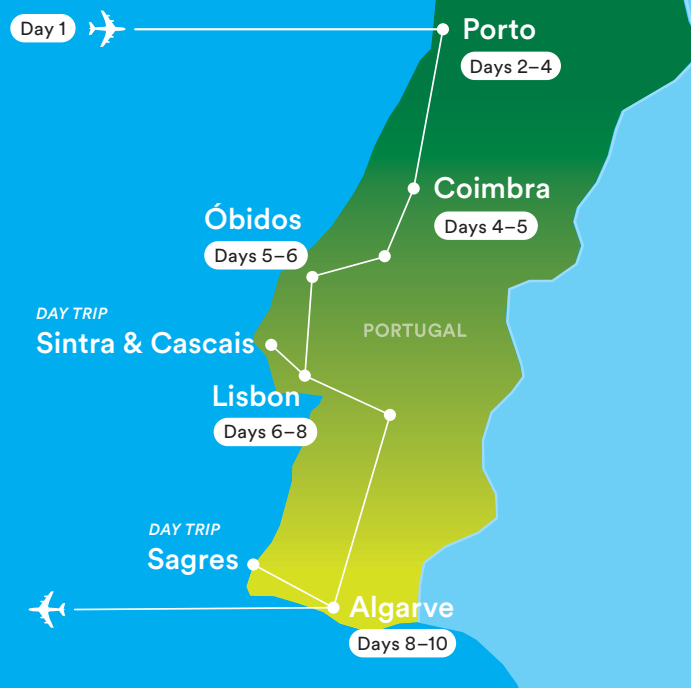 Day 1
Porto
Days 2–4
Coimbra
Days 4–5
Óbidos
Days 5–6
DAY TRIP
Sintra & Cascais
PORTUGAL
Lisbon
Days 6–8
DAY TRIP
Sagres
Algarve
Days 8–10